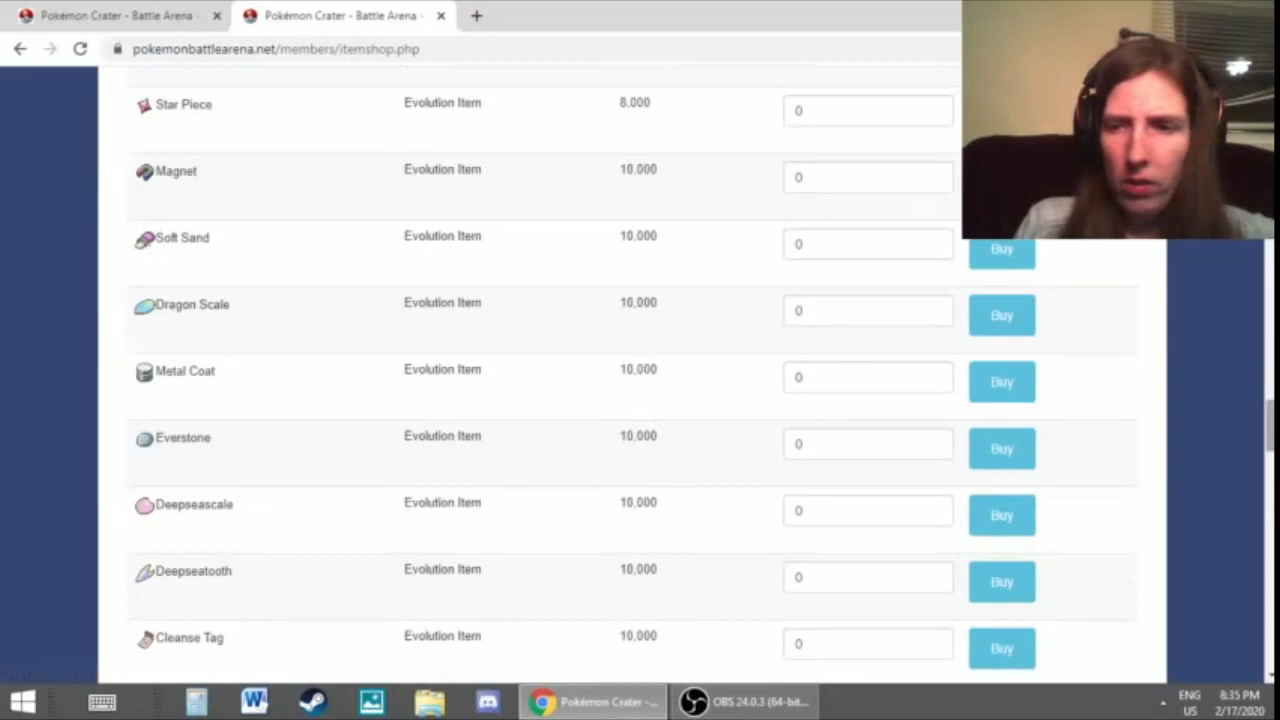 Pokémon Crater - Battle Arena
Pokémon Crater - Battle Arena -
pokemonbattlearena.net/members/itemshop.php
Star Piece Evolution Item 8,000 0
Magnet Evolution Item 10,000 0
Soft Sand Evolution Item 10,000 0 Buy
Dragon Scale Evolution Item 10,000 0 Buy
Metal Coat Evolution Item 10,000 0 Buy
Everstone Evolution Item 10,000 0 Buy
Deepseascale Evolution Item 10,000 0 Buy
Deepseatooth Evolution Item 10,000 0 Buy
Cleanse Tag Evolution Item 10,000 0 Buy
Pokémon Crater -... OBS 24.0.3 (64-bit... ENG 8:35 PM
US 2/17/2020